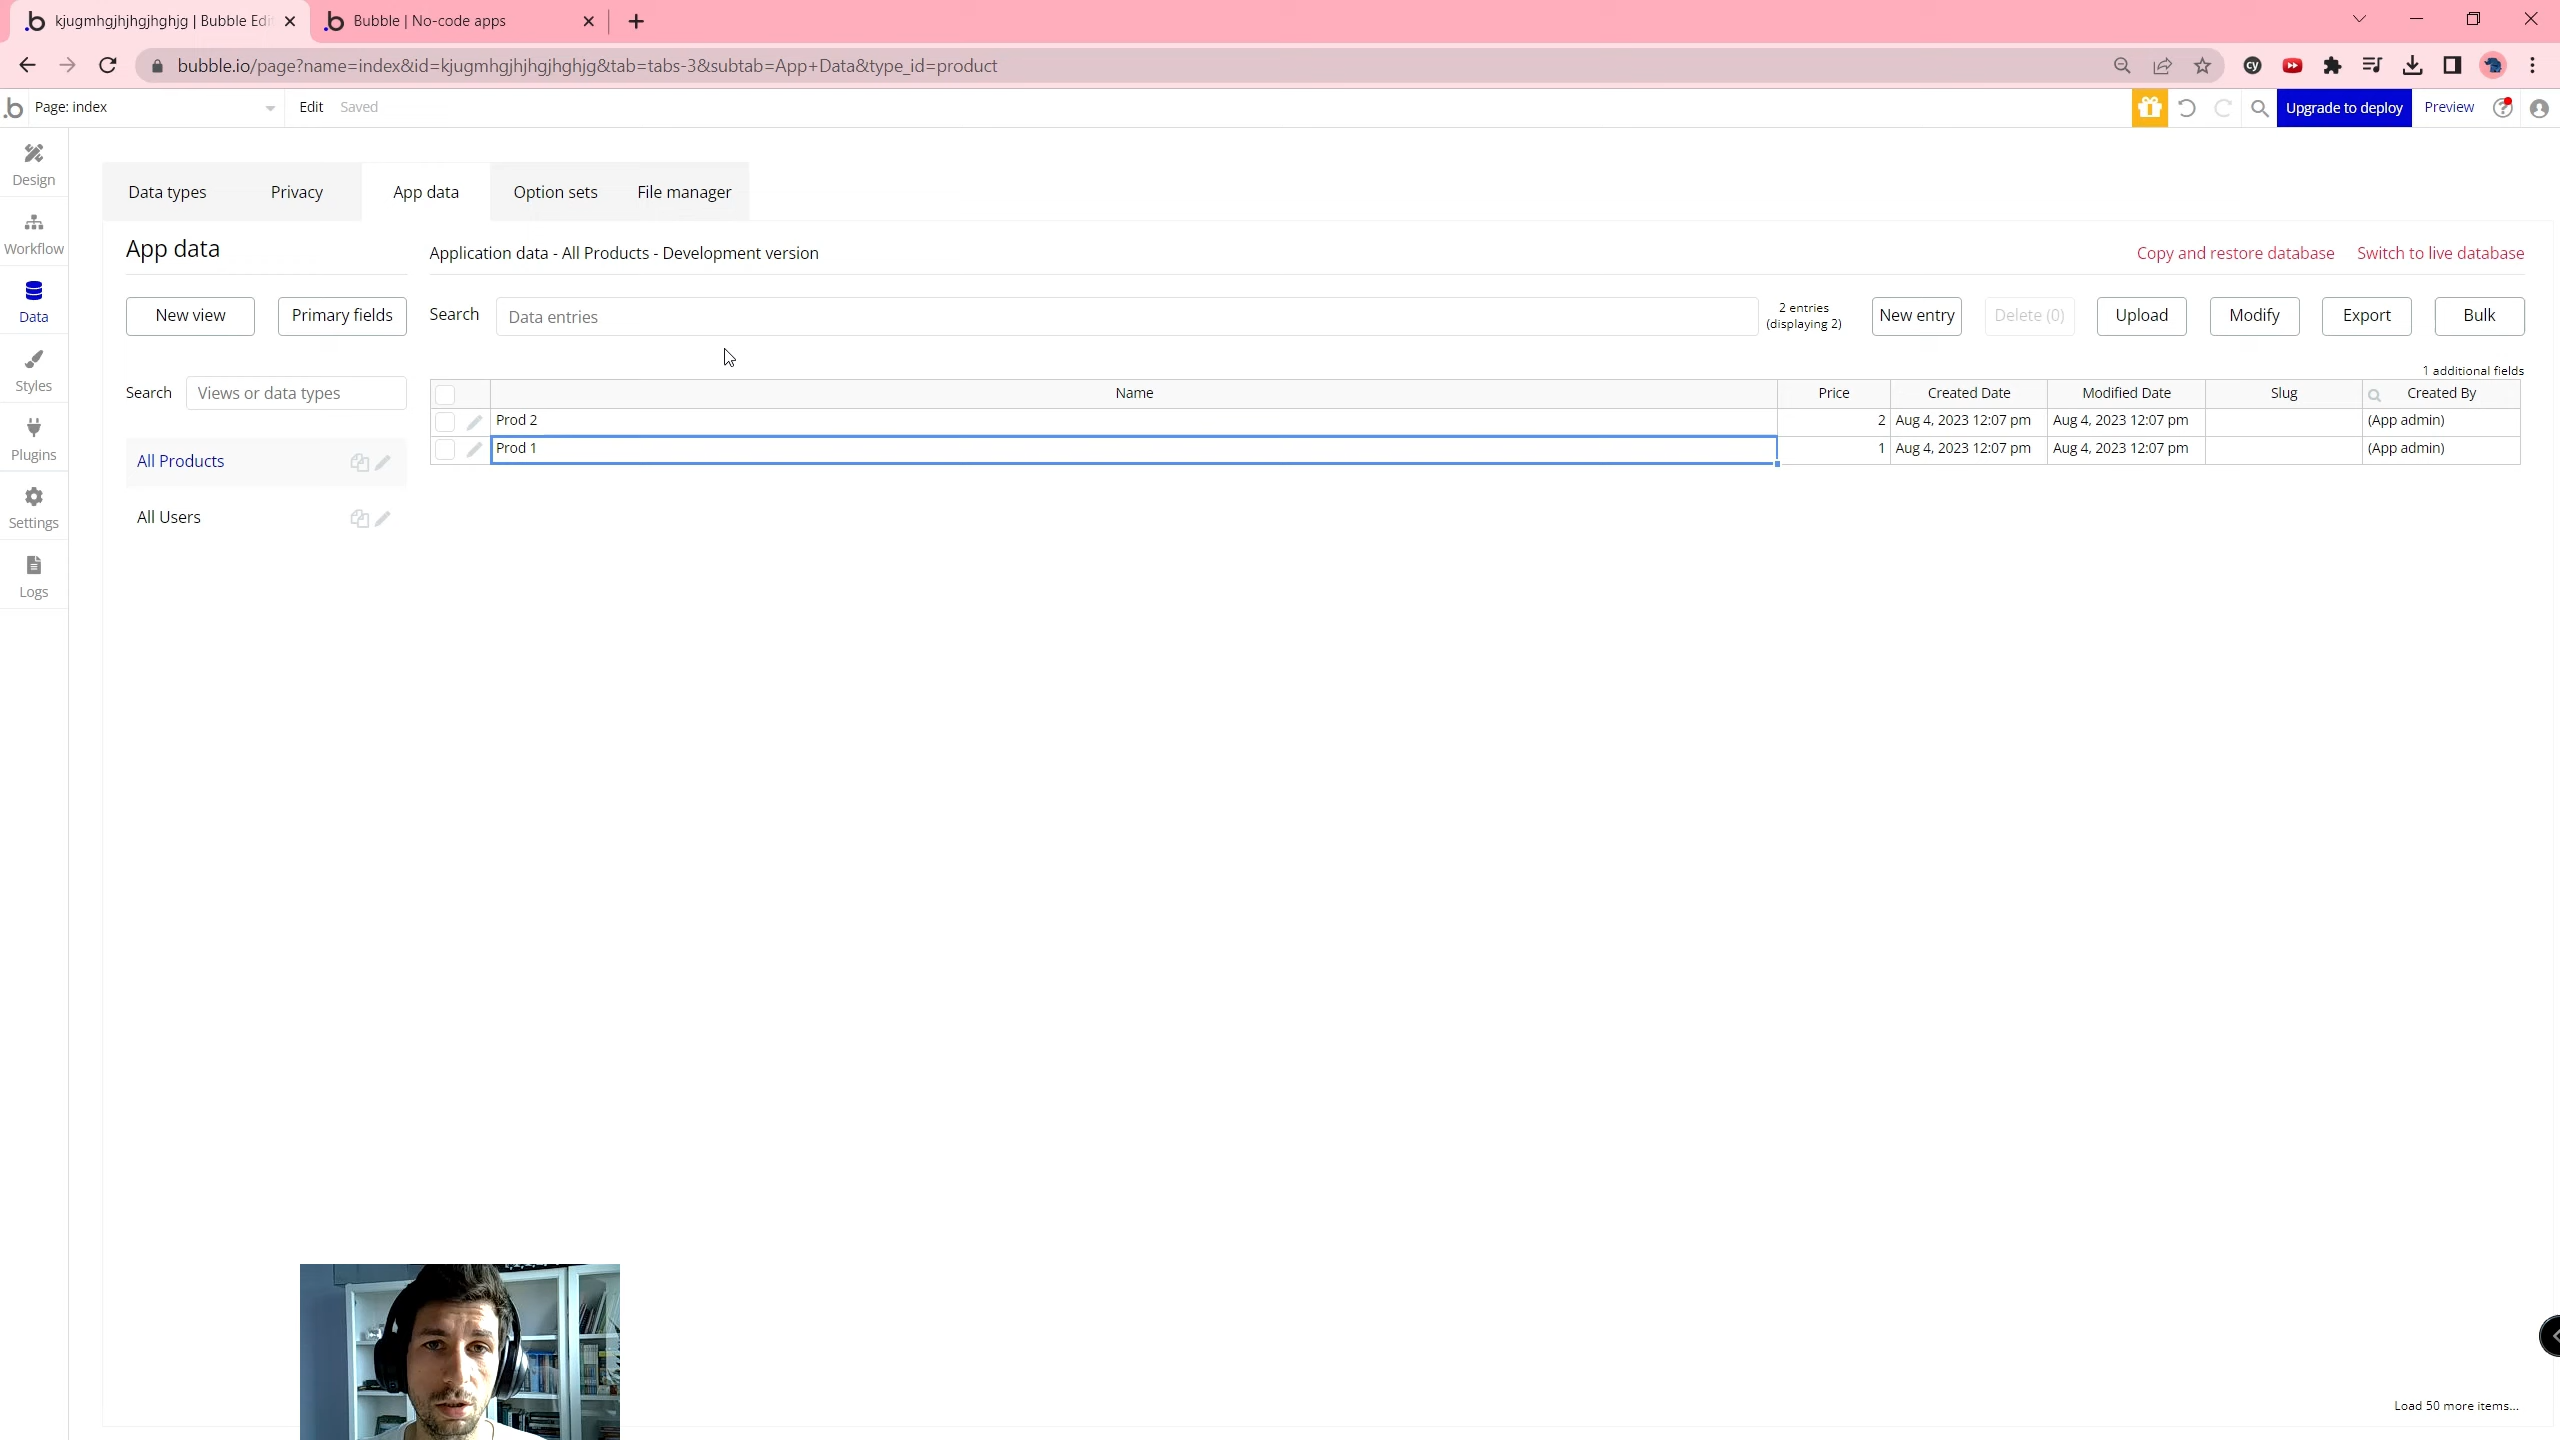 kjugmhgjhjhgjhghjg | Bubble Edi
Bubble | No-code apps
bubble.io/page?name=index&id=kjugmhgjhjhgjhghjg&tab=tabs-3&subtab=App+Data&type_id=product
Page: index
Edit
Saved
Upgrade to deploy
Preview
Design
Workflow
Data
Styles
Plugins
Settings
Logs
Data types
Privacy
App data
Option sets
File manager
App data
Application data - All Products - Development version
Copy and restore database
Switch to live database
New view
Primary fields
Search
Data entries
2 entries
(displaying 2)
New entry
Delete (0)
Upload
Modify
Export
Bulk
1 additional fields
Search
Views or data types
All Products
All Users
Name Price Created Date Modified Date Slug Created By
Prod 2 2 Aug 4, 2023 12:07 pm Aug 4, 2023 12:07 pm (App admin)
Prod 1 1 Aug 4, 2023 12:07 pm Aug 4, 2023 12:07 pm (App admin)
Load 50 more items...